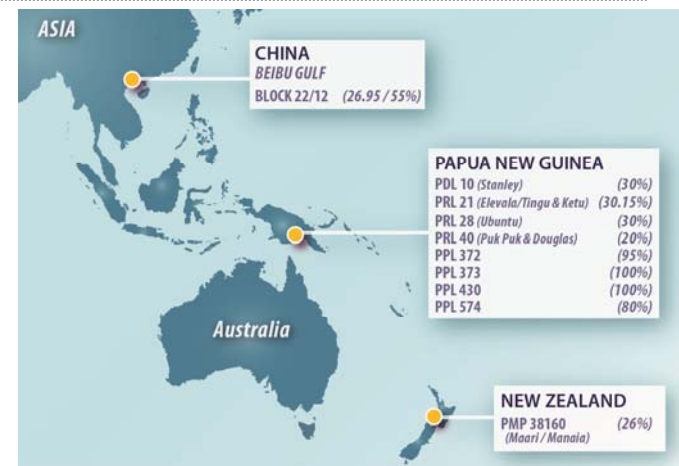 ASIA
CHINA
BEIBU GULF
BLOCK 22/12 (26.95 / 55%)
PAPUA NEW GUINEA
PDL 10 (Stanley) (30%)
PRL 21 (Elevala/Tingu & Ketu) (30.15%)
PRL 28 (Ubuntu) (30%)
PRL 40 (Puk Puk & Douglas) (20%)
PPL 372 (95%)
PPL 373 (100%)
PPL 430 (100%)
PPL 574 (80%)
Australia
NEW ZEALAND
PMP 38160 (26%)
(Maari / Manaia)